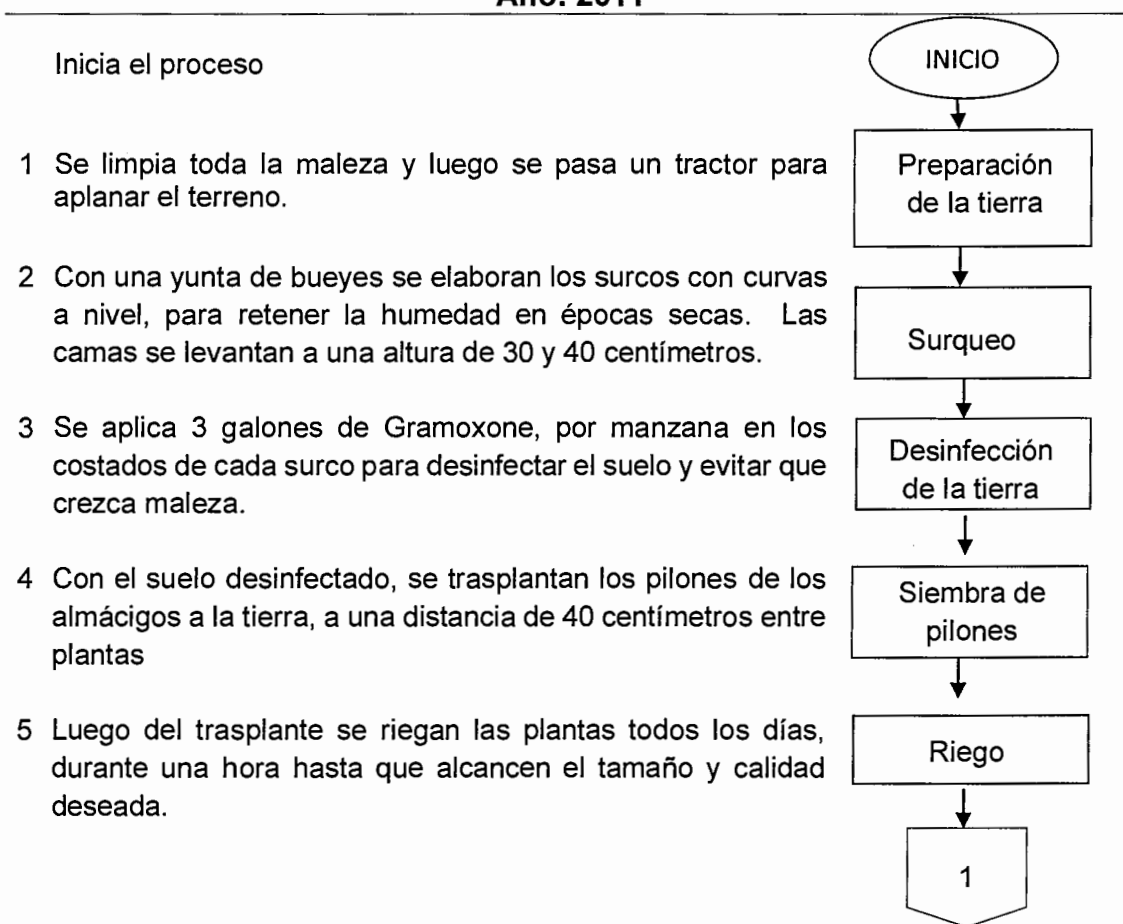 Inicia el proceso
INICIO
1 Se limpia toda la maleza y luego se pasa un tractor para
aplanar el terreno.
Preparación
de la tierra
2 Con una yunta de bueyes se elaboran los surcos con curvas
a nivel, para retener la humedad en épocas secas. Las
camas se levantan a una altura de 30 y 40 centímetros.
Surqueo
3 Se aplica 3 galones de Gramoxone, por manzana en los
costados de cada surco para desinfectar el suelo y evitar que
crezca maleza.
Desinfección
de la tierra
4 Con el suelo desinfectado, se trasplantan los pilones de los
almácigos a la tierra, a una distancia de 40 centímetros entre
plantas
Siembra de
pilones
5 Luego del trasplante se riegan las plantas todos los días,
durante una hora hasta que alcancen el tamaño y calidad
deseada.
Riego
1